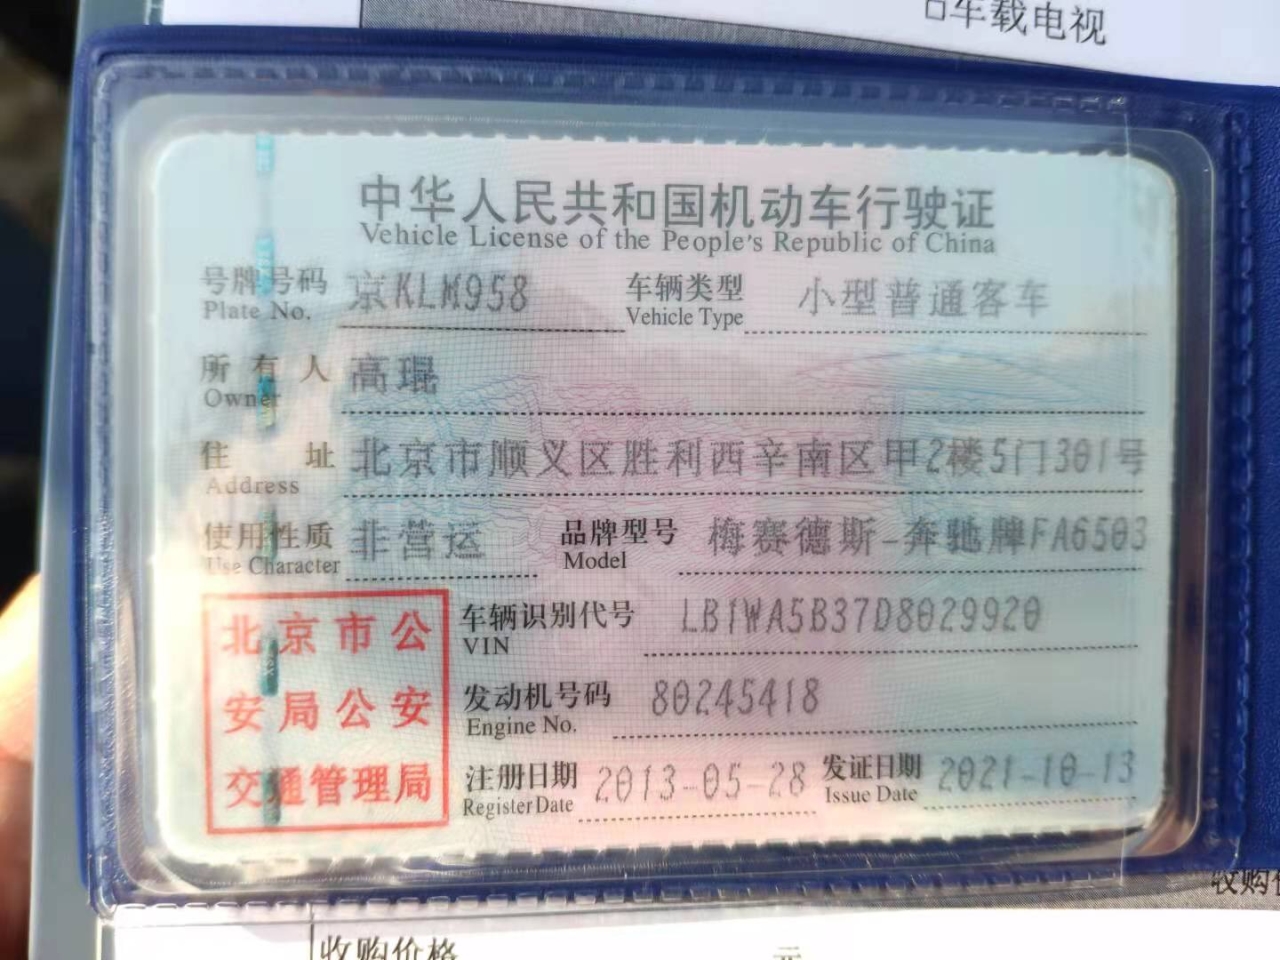 车载电视
中华人民共和国机动车行驶证
Vehicle License of the People's Republic of China
号牌号码 京KLM958 车辆类型 小型普通客车
Plate No. Vehicle Type
所有人 高琨
Owner
住址 北京市顺义区胜利西辛南区甲2楼5门301号
Address
使用性质 非营运 品牌型号 梅赛德斯-奔驰牌FA6503
Use Character Model
北京市公 车辆识别代号 LB1WA5B37D8029920
VIN
安局公安 发动机号码 80245418
Engine No.
交通管理局 注册日期 2013-05-28 发证日期 2021-10-13
Register Date Issue Date
收购价格 元
收购